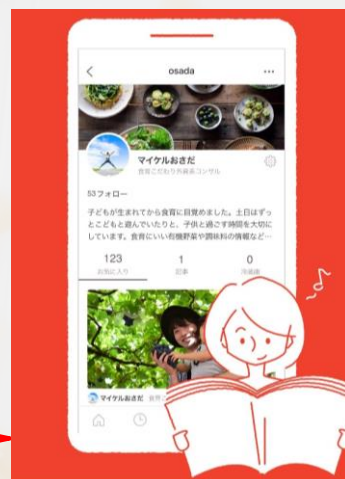 osada
マイケルおさだ
食育こだわり外資系コンサル
53フォロー
子どもが生まれてから食育に目覚めました。土日はずっ
とこどもと遊んでいたりと、子供と過ごす時間を大切に
しています。食育にいい有機野菜や調味料の情報など…
123
1
0
お気に入り
記事
冷蔵庫
マイケルおさだ